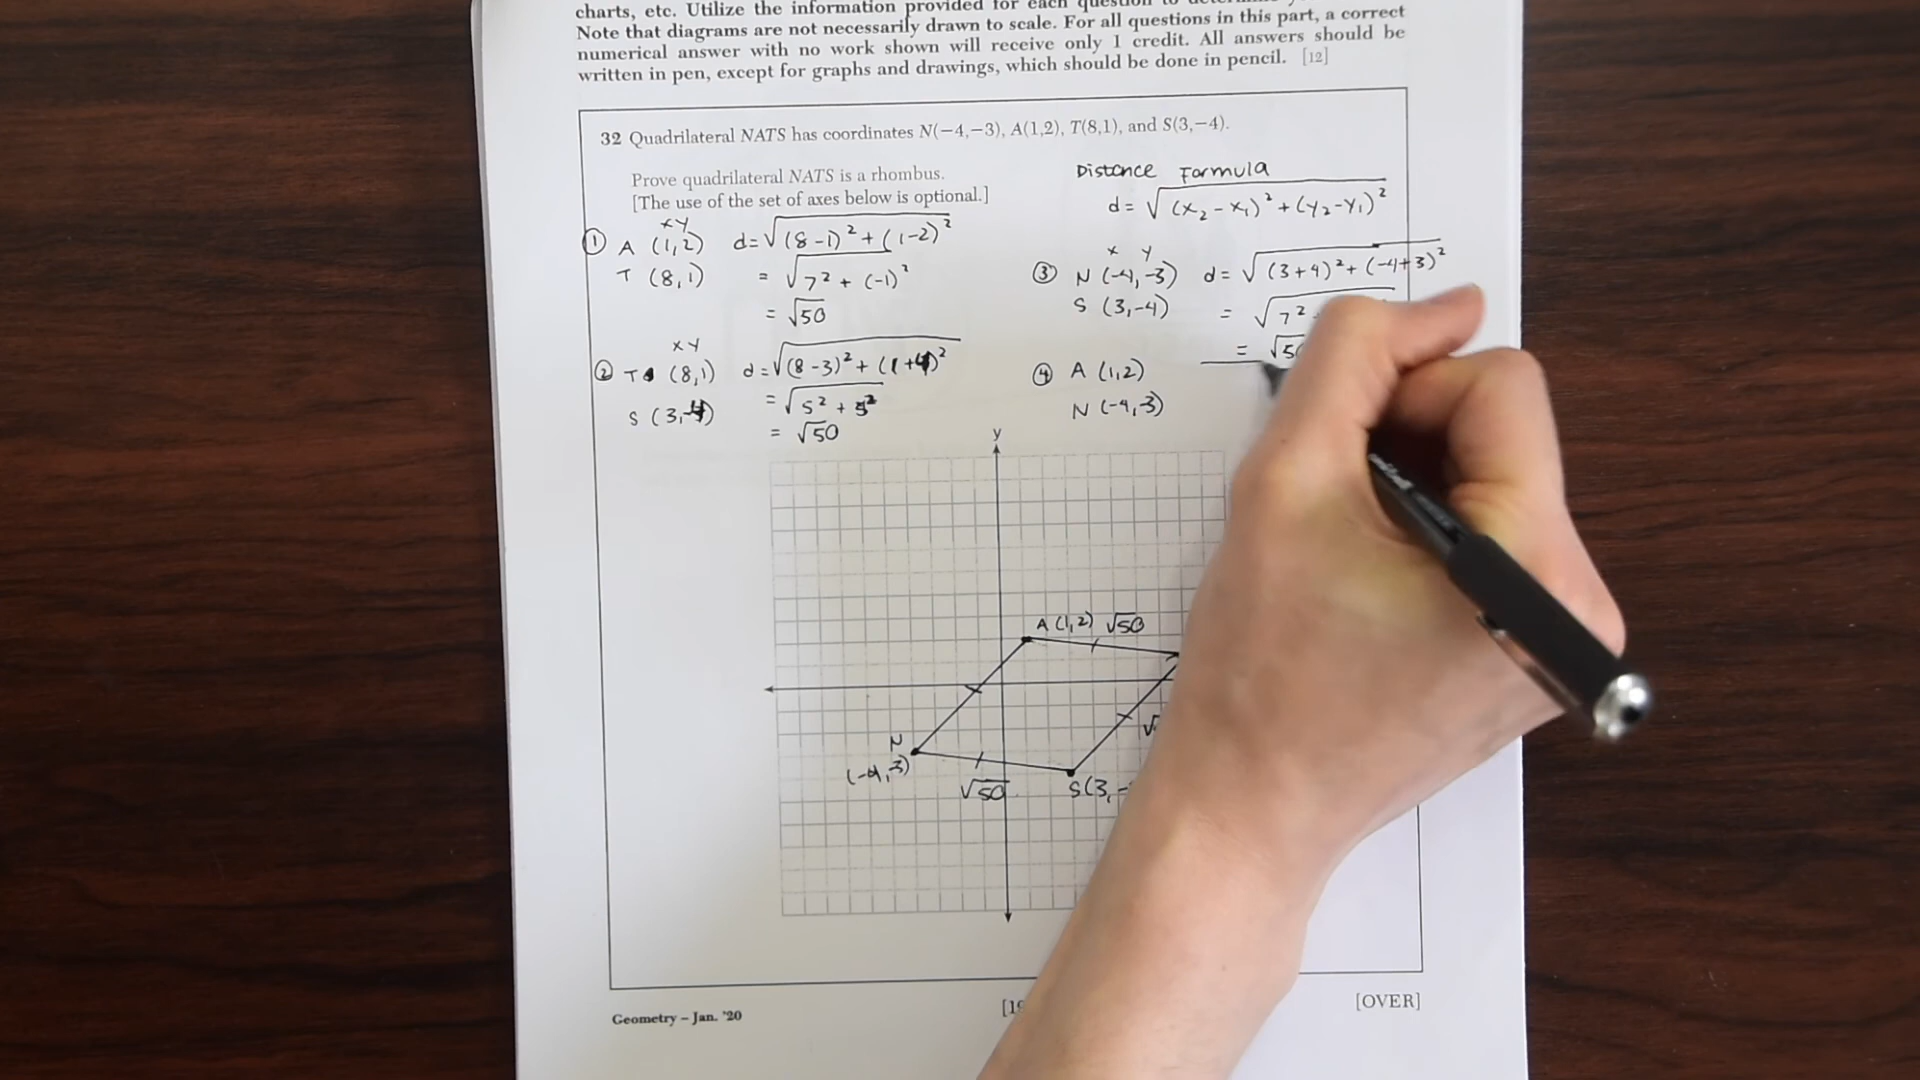 charts, etc. Utilize the information provided for each question to
Note that diagrams are not necessarily drawn to scale. For all questions in this part, a correct
numerical answer with no work shown will receive only 1 credit. All answers should be
written in pen, except for graphs and drawings, which should be done in pencil. [12]
32 Quadrilateral NATS has coordinates N(−4,−3), A(1,2), T(8,1), and S(3,−4).
Prove quadrilateral NATS is a rhombus.
[The use of the set of axes below is optional.]
Distance Formula
d = √(x₂ − x₁)² + (y₂ − y₁)²
① x y
A (1,2) d = √(8 − 1)² + (1 − 2)²
T (8,1) = √7² + (-1)²
= √50
x y
② T (8,1) d = √(8 − 3)² + (1 + 4)²
S (3,-4) = √5² + 5²
= √50
x y
③ N (-4,-3) d = √(3+4)² + (-4+3)²
S (3,-4) = √7²
=
④ A (1,2)
N (-4,-3)
y
A (1,2) √50
N
(-4,-3)
√50
S(3,
Geometry – Jan. '20
[OVER]